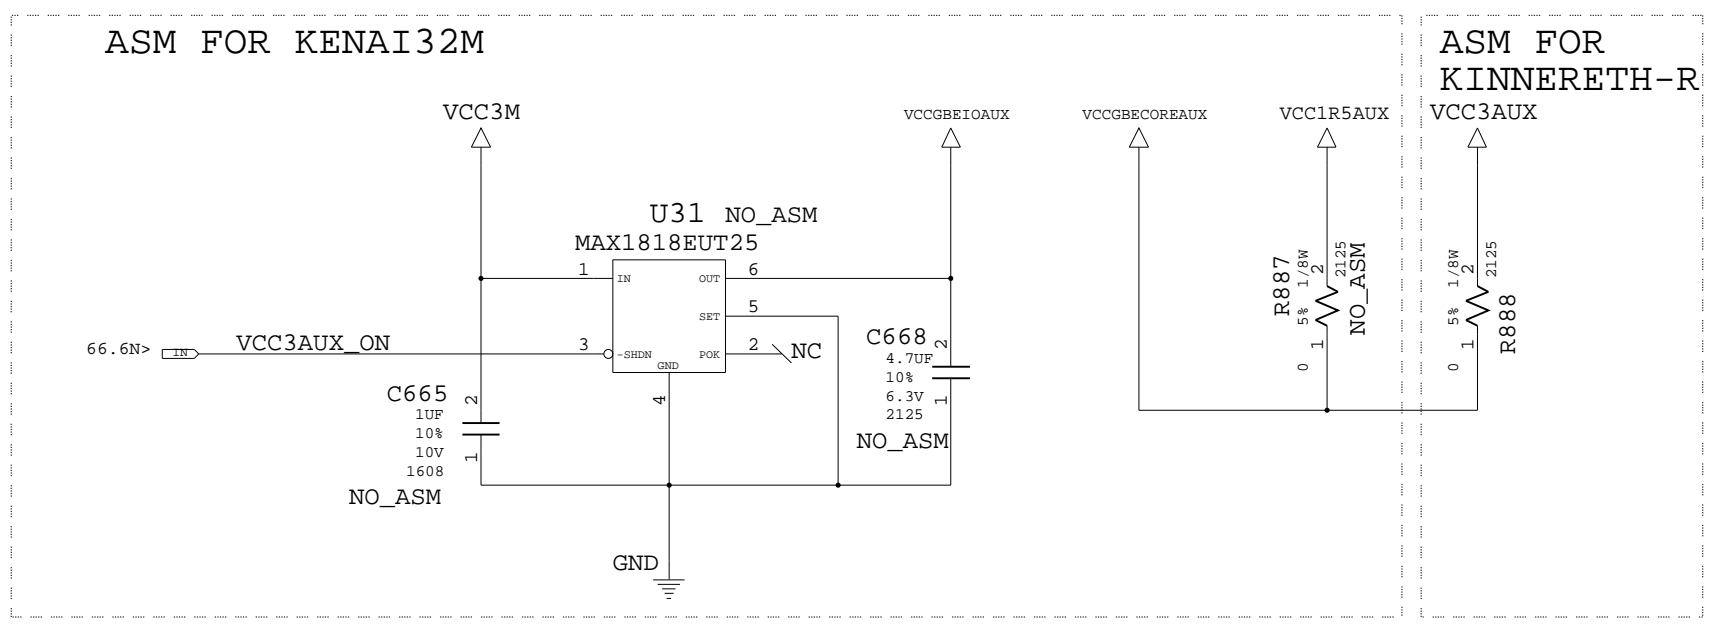 ASM FOR KENAI32M
ASM FOR
KINNERETH-R
VCC3M
VCCGBEIOAUX
VCCGBECOREAUX
VCC1R5AUX
VCC3AUX
U31 NO_ASM
MAX1818EUT25
1
IN
OUT
6
SET
5
66.6N>
IN
VCC3AUX_ON
3
-SHDN
POK
2
NC
GND
4
C665
1UF
10%
10V
1608
NO_ASM
2
1
C668
4.7UF
10%
6.3V
2125
NO_ASM
2
1
R887
0
5%
1/8W
1
2
2125
NO_ASM
0
5%
1/8W
1
2
2125
R888
GND